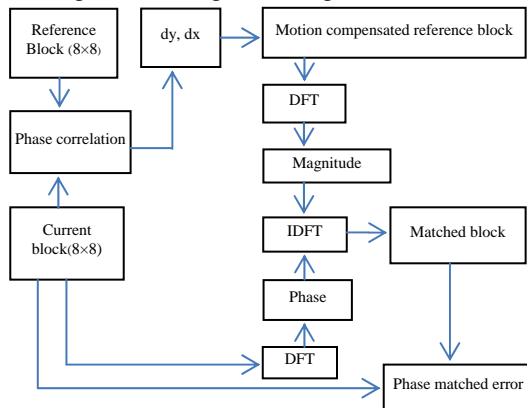 Reference
Block (8×8)
dy, dx
Motion compensated reference block
DFT
Phase correlation
Magnitude
Current
block(8×8)
IDFT
Matched block
Phase
DFT
Phase matched error